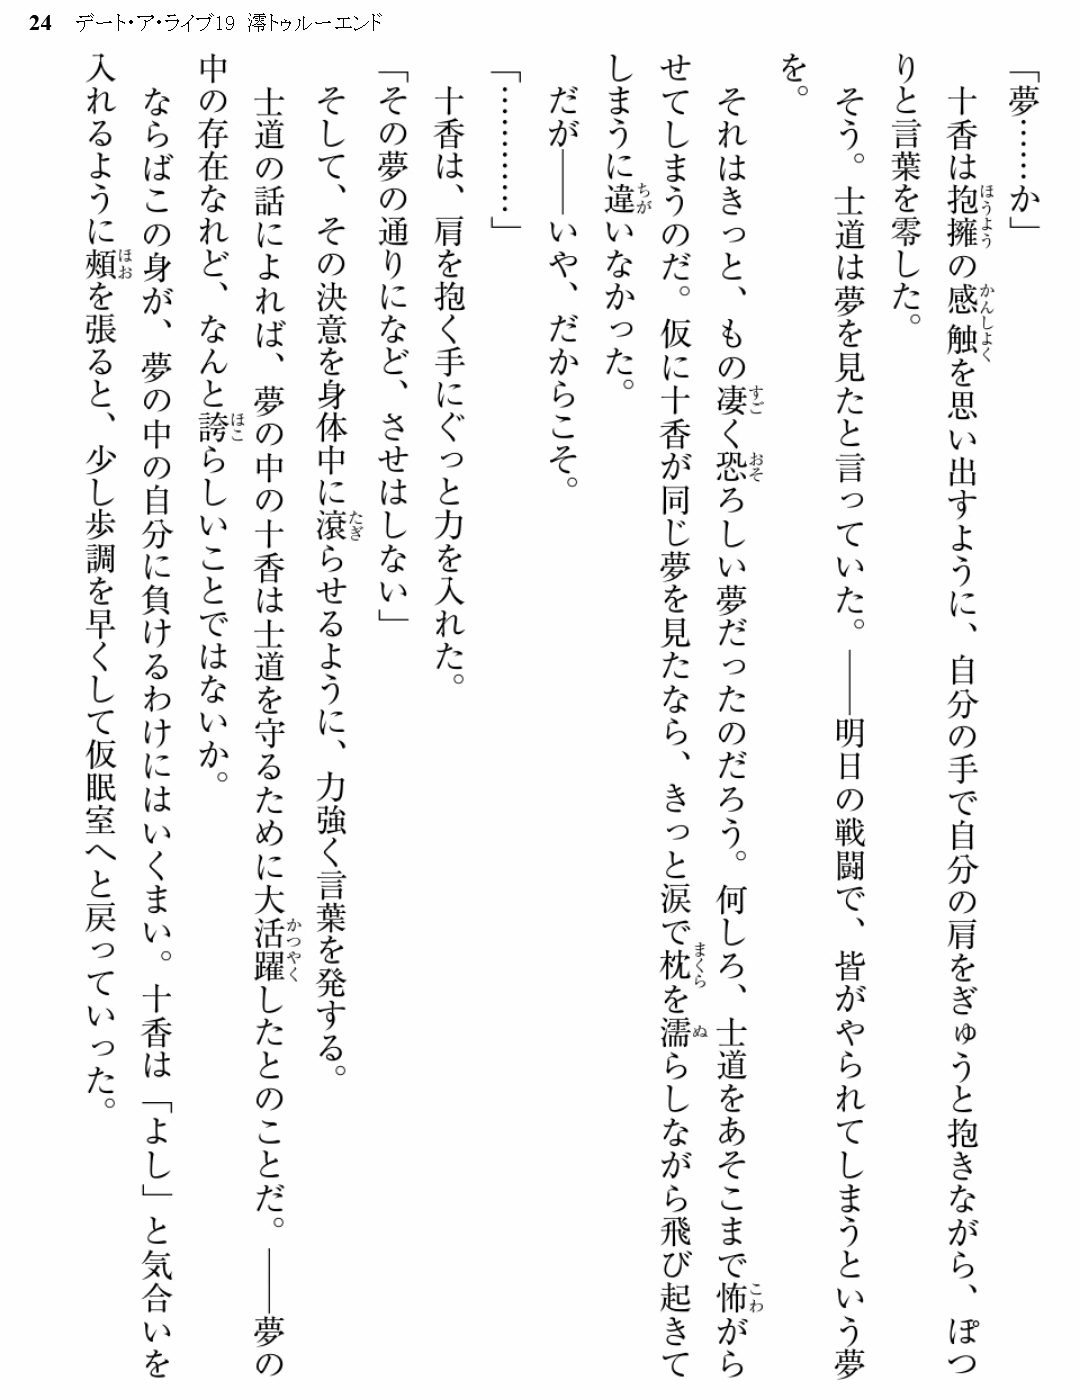 24 デート・ア・ライブ19 澪トゥルーエンド
「夢……か」
十香は抱擁の感触を思い出すように、自分の手で自分の肩をぎゅうと抱きながら、ぽつ
りと言葉を零した。
そう。士道は夢を見たと言っていた。――明日の戦闘で、皆がやられてしまうという夢
を。
それはきっと、もの凄く恐ろしい夢だったのだろう。何しろ、士道をあそこまで怖がら
せてしまうのだ。仮に十香が同じ夢を見たなら、きっと涙で枕を濡らしながら飛び起きて
しまうに違いなかった。
だが――いや、だからこそ。
「…………」
十香は、肩を抱く手にぐっと力を入れた。
「その夢の通りになど、させはしない」
そして、その決意を身体中に滾らせるように、力強く言葉を発する。
士道の話によれば、夢の中の十香は士道を守るために大活躍したとのことだ。――夢の
中の存在なれど、なんと誇らしいことではないか。
ならばこの身が、夢の中の自分に負けるわけにはいくまい。十香は「よし」と気合いを
入れるように頰を張ると、少し歩調を早くして仮眠室へと戻っていった。